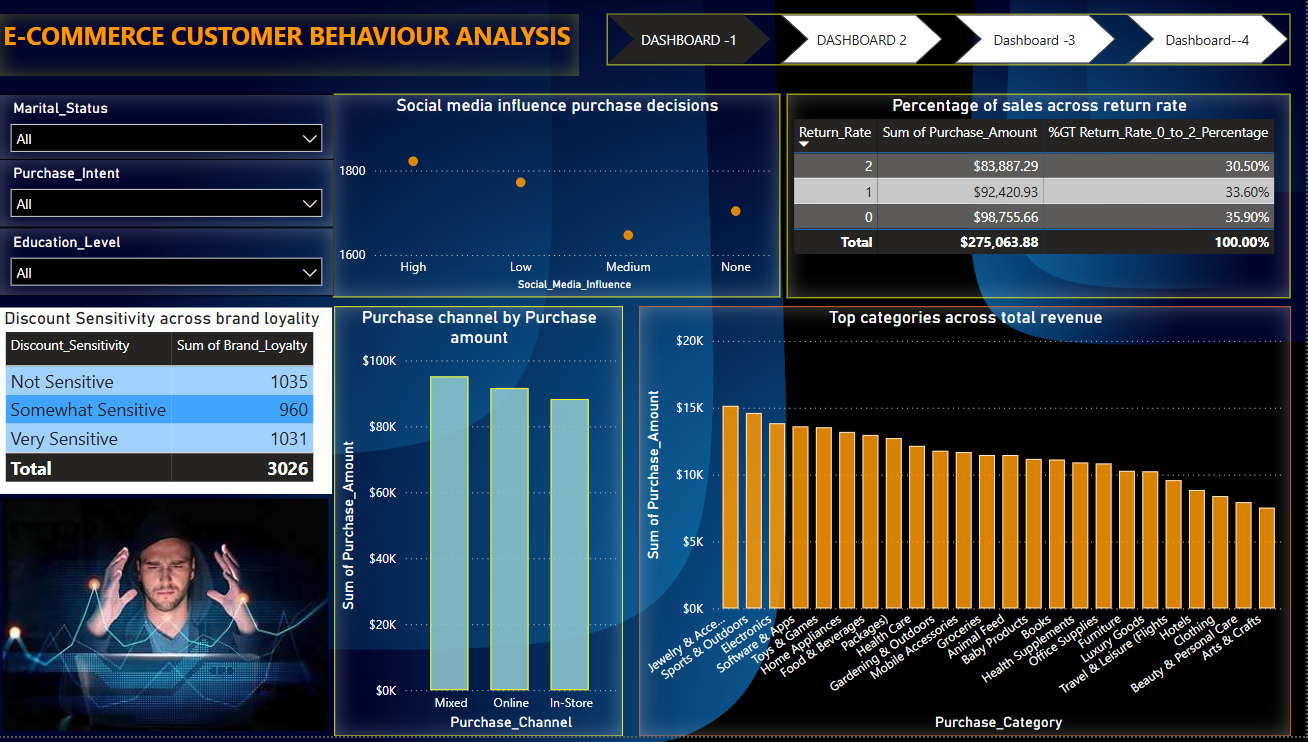 E-COMMERCE CUSTOMER BEHAVIOUR ANALYSIS
DASHBOARD -1
DASHBOARD 2
Dashboard -3
Dashboard--4
Marital_Status
All
Purchase_Intent
All
Education_Level
All
Social media influence purchase decisions
1800
1600
High Low Medium None
Social_Media_Influence
Percentage of sales across return rate
Return_Rate Sum of Purchase_Amount %GT Return_Rate_0_to_2_Percentage
2 $83,887.29 30.50%
1 $92,420.93 33.60%
0 $98,755.66 35.90%
Total $275,063.88 100.00%
Discount Sensitivity across brand loyality
Discount_Sensitivity Sum of Brand_Loyalty
Not Sensitive 1035
Somewhat Sensitive 960
Very Sensitive 1031
Total 3026
Purchase channel by Purchase
amount
Sum of Purchase_Amount
$100K
$80K
$60K
$40K
$20K
$0K
Mixed Online In-Store
Purchase_Channel
Top categories across total revenue
Sum of Purchase_Amount
$20K
$15K
$10K
$5K
$0K
Jewelry & Acce...
Sports & Outdoors
Electronics
Software & Apps
Toys & Games
Home Appliances
Food & Beverages
Packages)
Health Care
Gardening & Outdoors
Mobile Accessories
Groceries
Animal Feed
Baby Products
Books
Health Supplements
Office Supplies
Furniture
Luxury Goods
Travel & Leisure (Flights
Hotels
Clothing
Beauty & Personal Care
Arts & Crafts
Purchase_Category